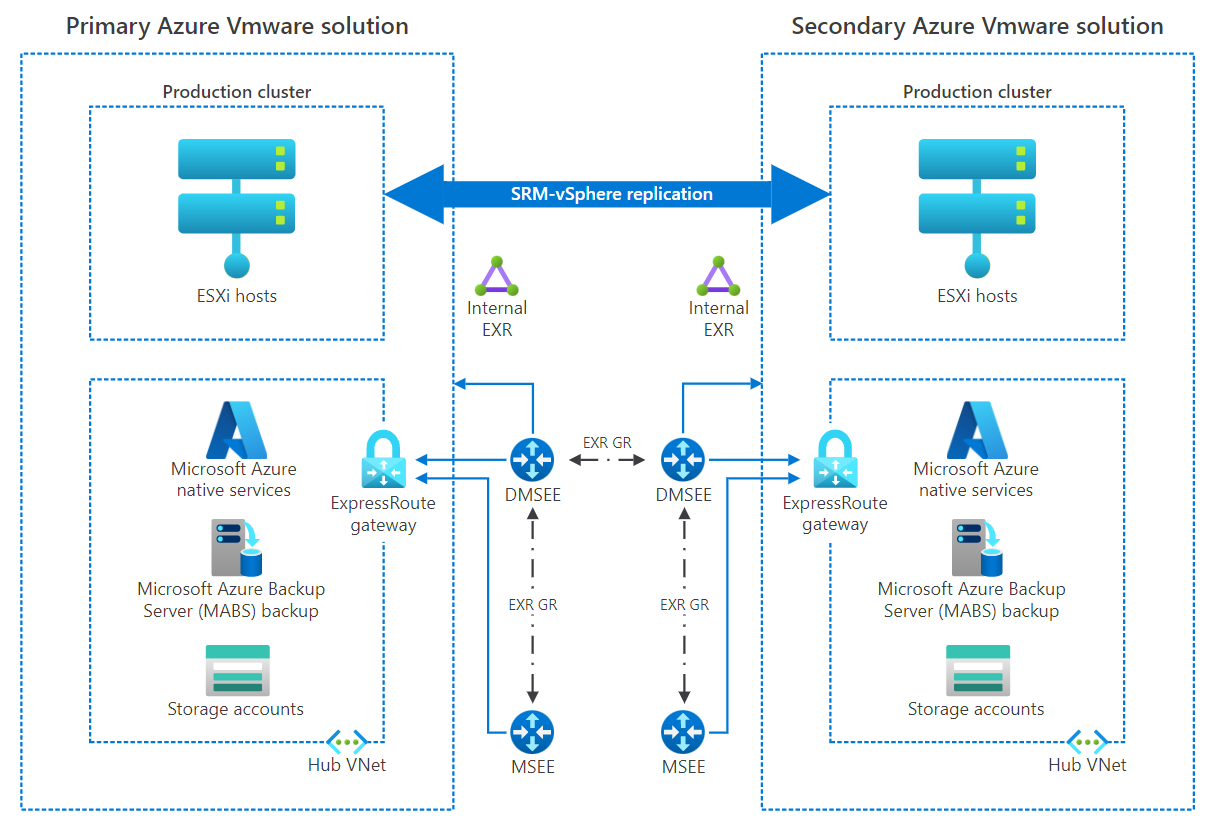 Primary Azure Vmware solution
Secondary Azure Vmware solution
Production cluster
Production cluster
SRM-vSphere replication
ESXi hosts
ESXi hosts
Internal
EXR
Internal
EXR
Microsoft Azure
native services
ExpressRoute
gateway
DMSEE
EXR GR
DMSEE
ExpressRoute
gateway
Microsoft Azure
native services
Microsoft Azure Backup
Server (MABS) backup
EXR GR
EXR GR
Microsoft Azure Backup
Server (MABS) backup
Storage accounts
Storage accounts
Hub VNet
MSEE
MSEE
Hub VNet